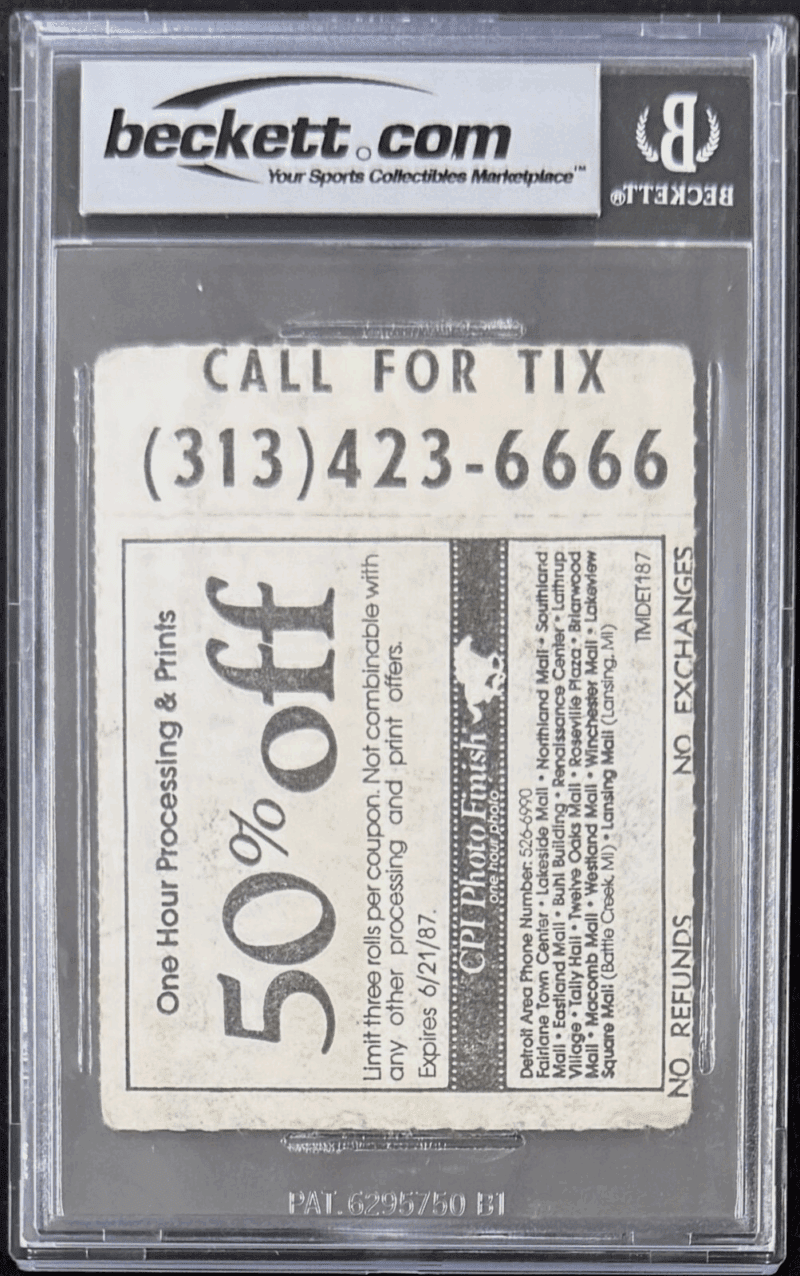 beckett.com
Your Sports Collectibles Marketplace™
B
BECKETT®
CALL FOR TIX
(313)423-6666
One Hour Processing & Prints
50% off
Limit three rolls per coupon. Not combinable with
any other processing and print offers.
Expires 6/21/87.
CPI Photo Finish
one hour photo
Detroit Area Phone Number: 526-6990
Fairlane Town Center • Lakeside Mall • Northland Mall • Southland
Mall • Eastland Mall • Buhl Building • Renaissance Center • Lathrup
Village • Tally Hall • Twelve Oaks Mall • Roseville Plaza • Briarwood
Mall • Macomb Mall • Westland Mall • Winchester Mall • Lakeview
Square Mall (Battle Creek, MI) • Lansing Mall (Lansing, MI)
TMDET187
NO REFUNDS NO EXCHANGES
PAT. 6295750 B1